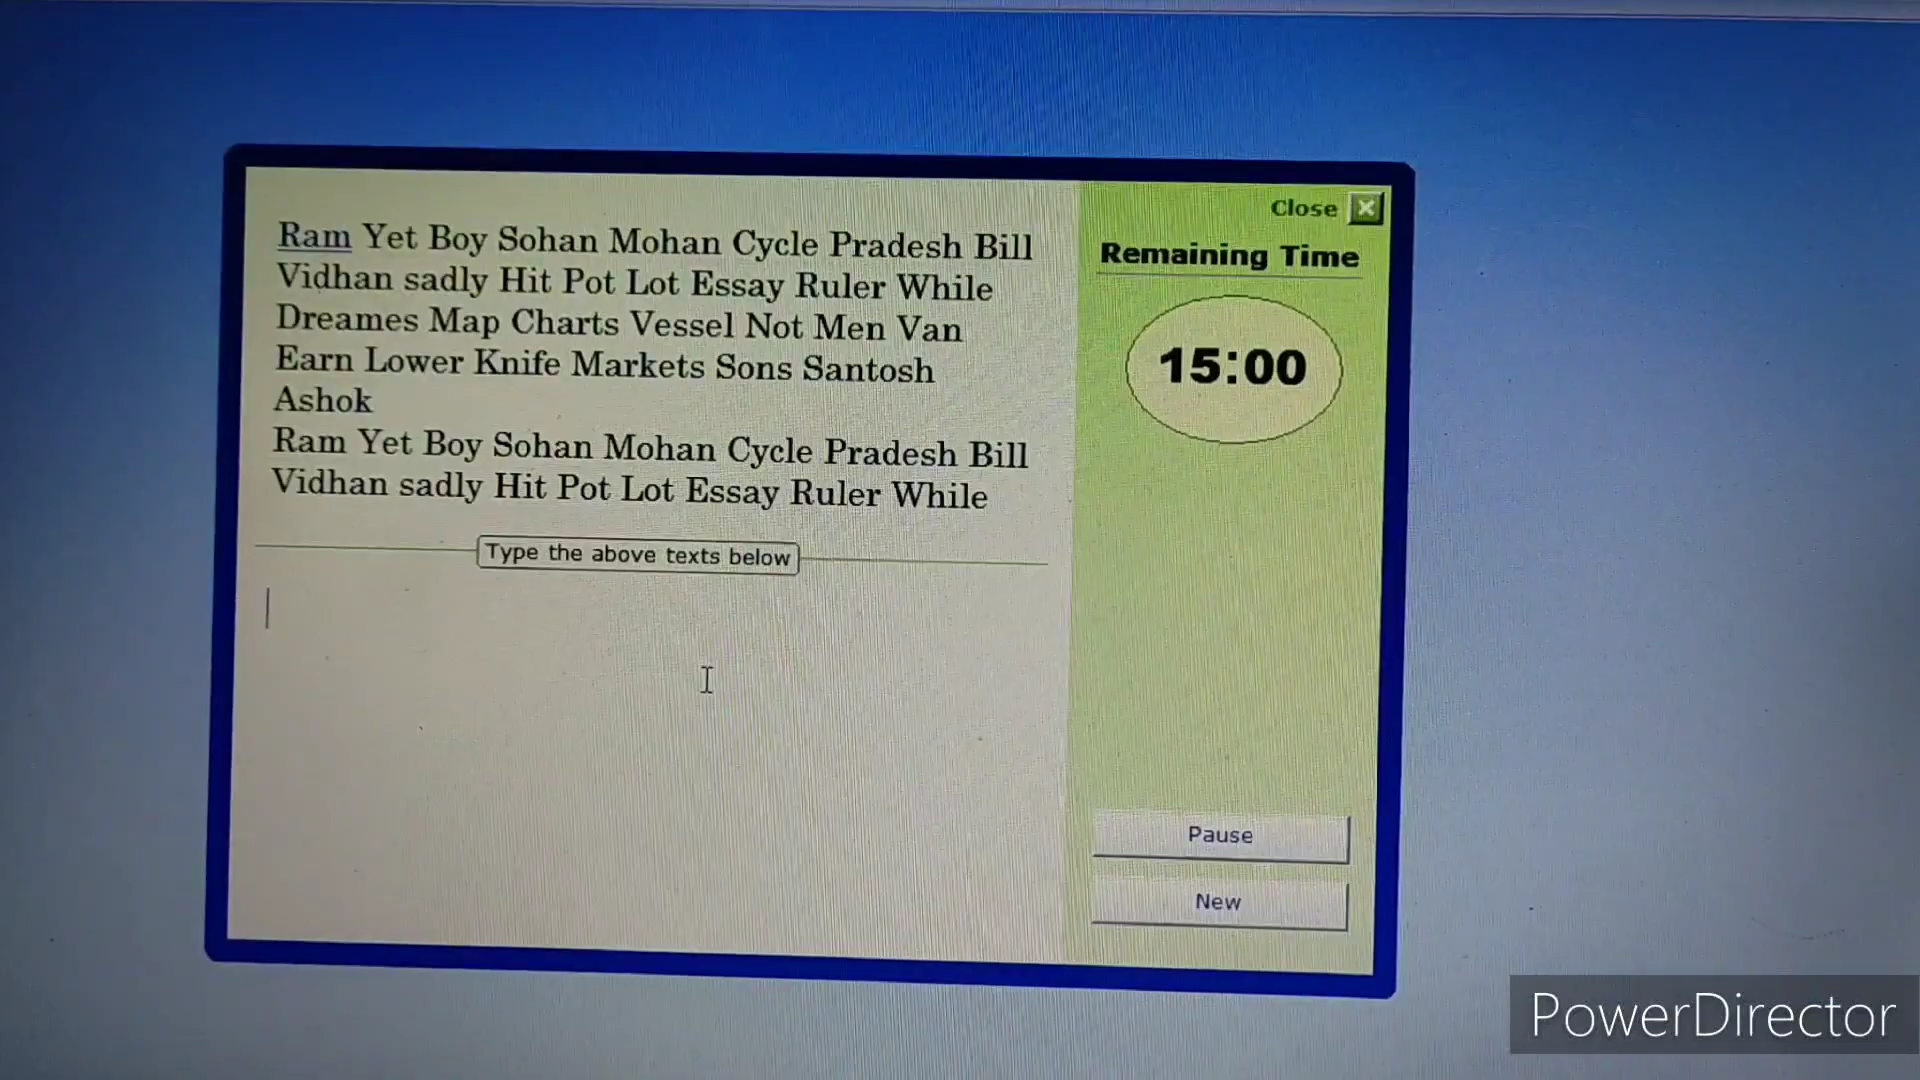 Close
Remaining Time
15:00
Ram Yet Boy Sohan Mohan Cycle Pradesh Bill
Vidhan sadly Hit Pot Lot Essay Ruler While
Dreames Map Charts Vessel Not Men Van
Earn Lower Knife Markets Sons Santosh
Ashok
Ram Yet Boy Sohan Mohan Cycle Pradesh Bill
Vidhan sadly Hit Pot Lot Essay Ruler While
Type the above texts below
Pause
New
PowerDirector